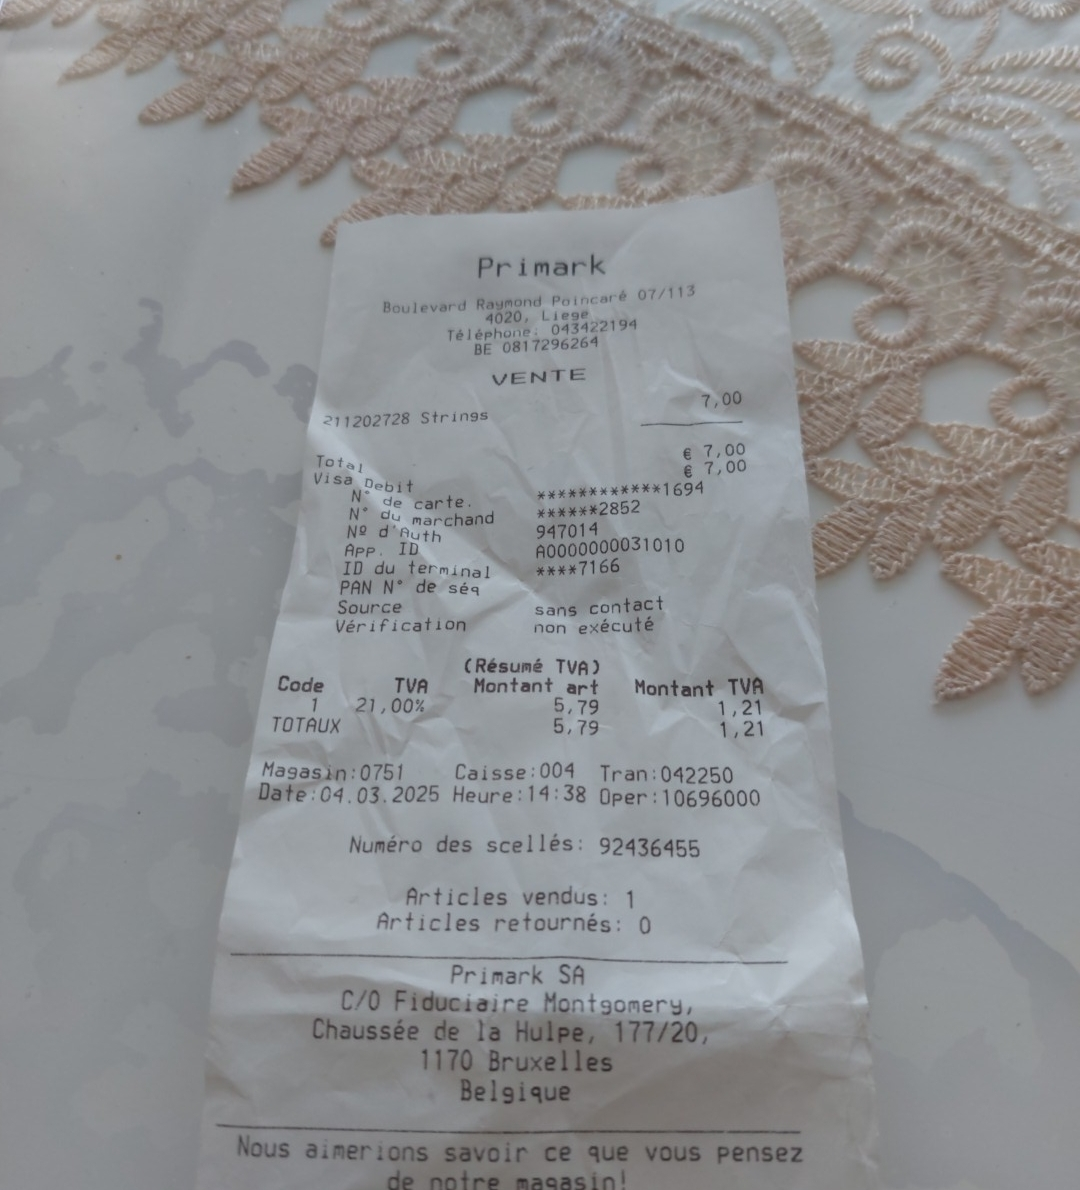 Primark
Boulevard Raymond Poincaré 07/113
4020, Liege
Téléphone: 043422194
BE 0817296264
VENTE
211202728 Strings 7,00
Total € 7,00
Visa Debit € 7,00
N° de carte. ************1694
N° du marchand ******2852
Nº d'Auth 947014
App. ID A0000000031010
ID du terminal ****7166
PAN N° de séq
Source sans contact
Vérification non exécuté
(Résumé TVA)
Code TVA Montant art Montant TVA
1 21,00% 5,79 1,21
TOTAUX 5,79 1,21
Magasin:0751 Caisse:004 Tran:042250
Date:04.03.2025 Heure:14:38 Oper:10696000
Numéro des scellés: 92436455
Articles vendus: 1
Articles retournés: 0
Primark SA
C/O Fiduciaire Montgomery,
Chaussée de la Hulpe, 177/20,
1170 Bruxelles
Belgique
Nous aimerions savoir ce que vous pensez
de notre magasin!